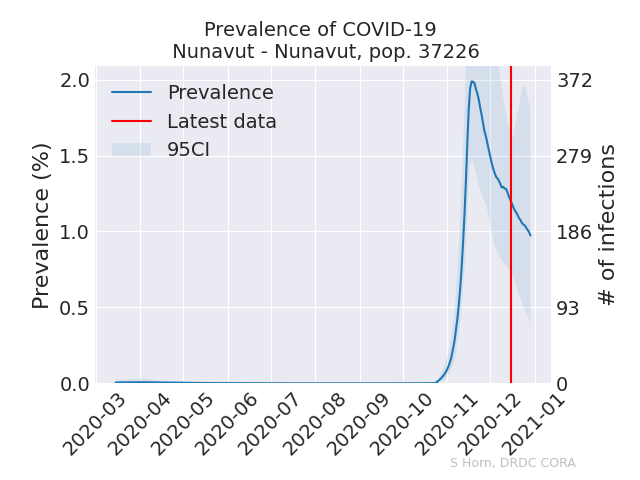 Prevalence of COVID-19
Nunavut - Nunavut, pop. 37226
Prevalence
Latest data
95CI
Prevalence (%)
2.0
1.5
1.0
0.5
0.0
372
279
186
93
0
# of infections
2020-03
2020-04
2020-05
2020-06
2020-07
2020-08
2020-09
2020-10
2020-11
2020-12
2021-01
S Horn, DRDC CORA